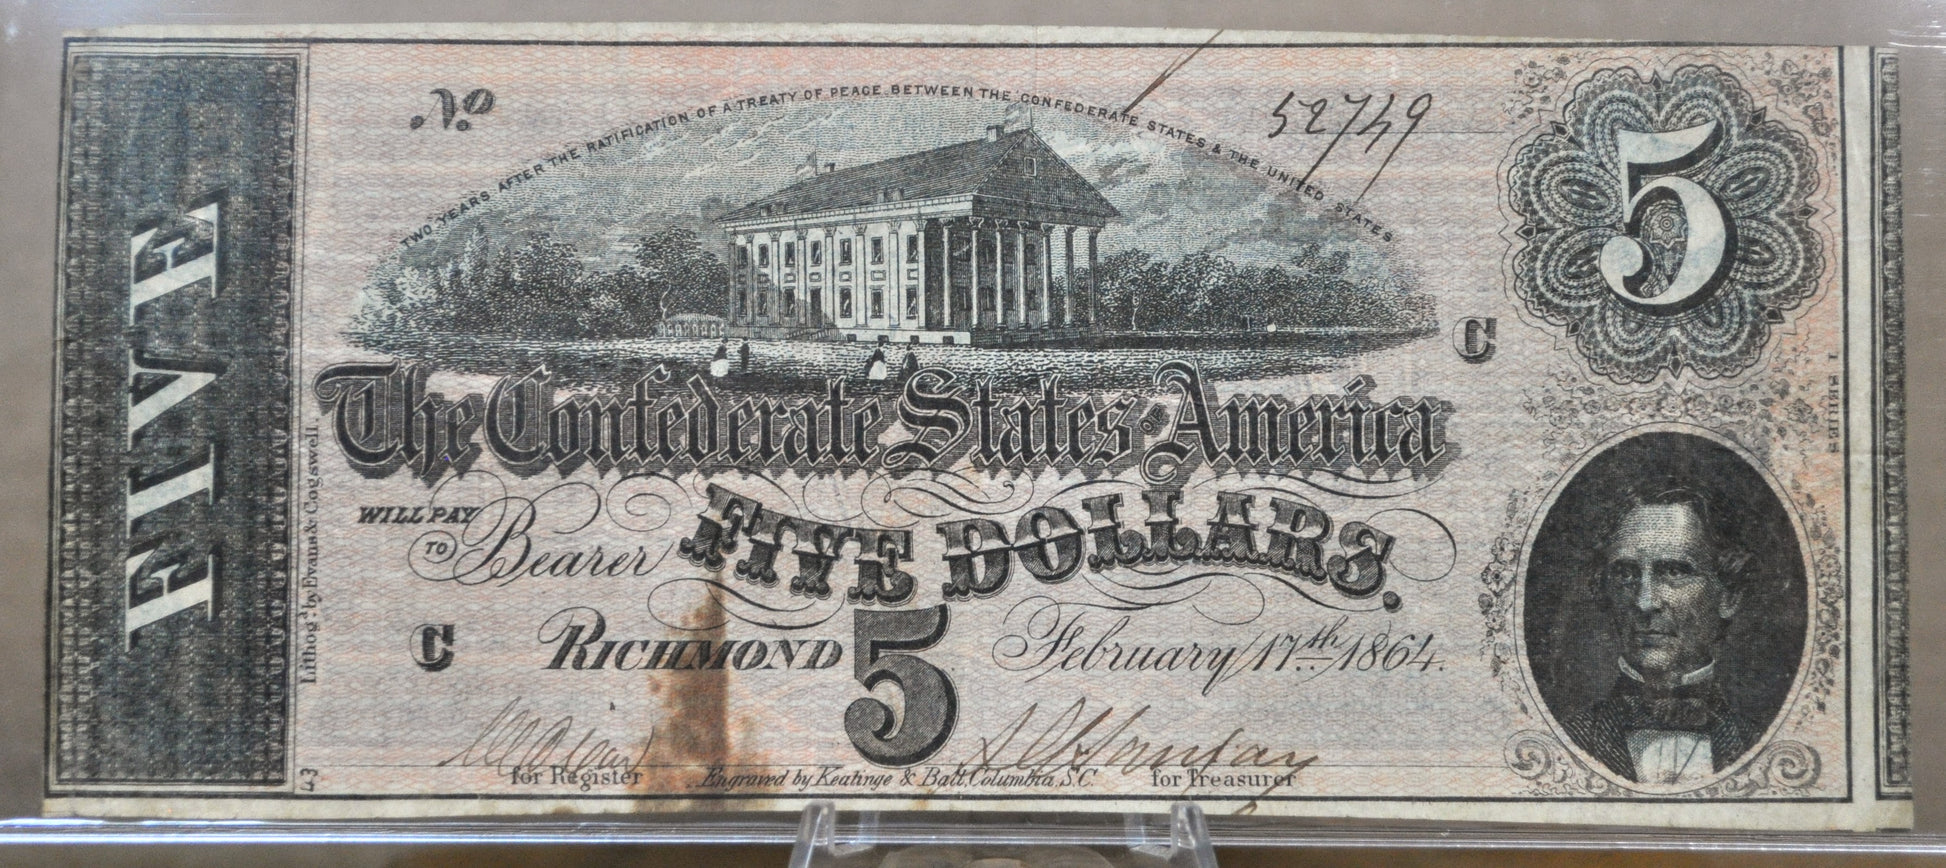 No
52749
TWO YEARS AFTER THE RATIFICATION OF A TREATY OF PEACE BETWEEN THE CONFEDERATE STATES & THE UNITED STATES
5
FIVE
C
The Confederate States OF America
WILL PAY
TO Bearer FIVE DOLLARS.
C
RICHMOND 5 February 17th 1864.
for Register
Engraved by Keatinge & Ball, Columbia, S.C.
for Treasurer
Lithog'd by Evans & Cogswell.
3